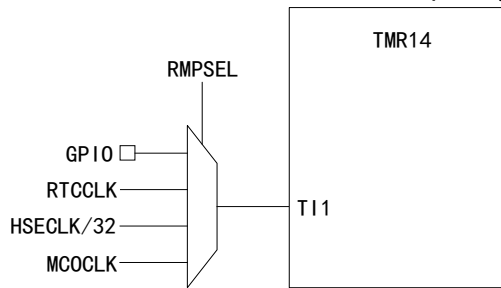 TMR14
RMPSEL
GPIO
RTCCLK
HSECLK/32
TI1
MCOCLK